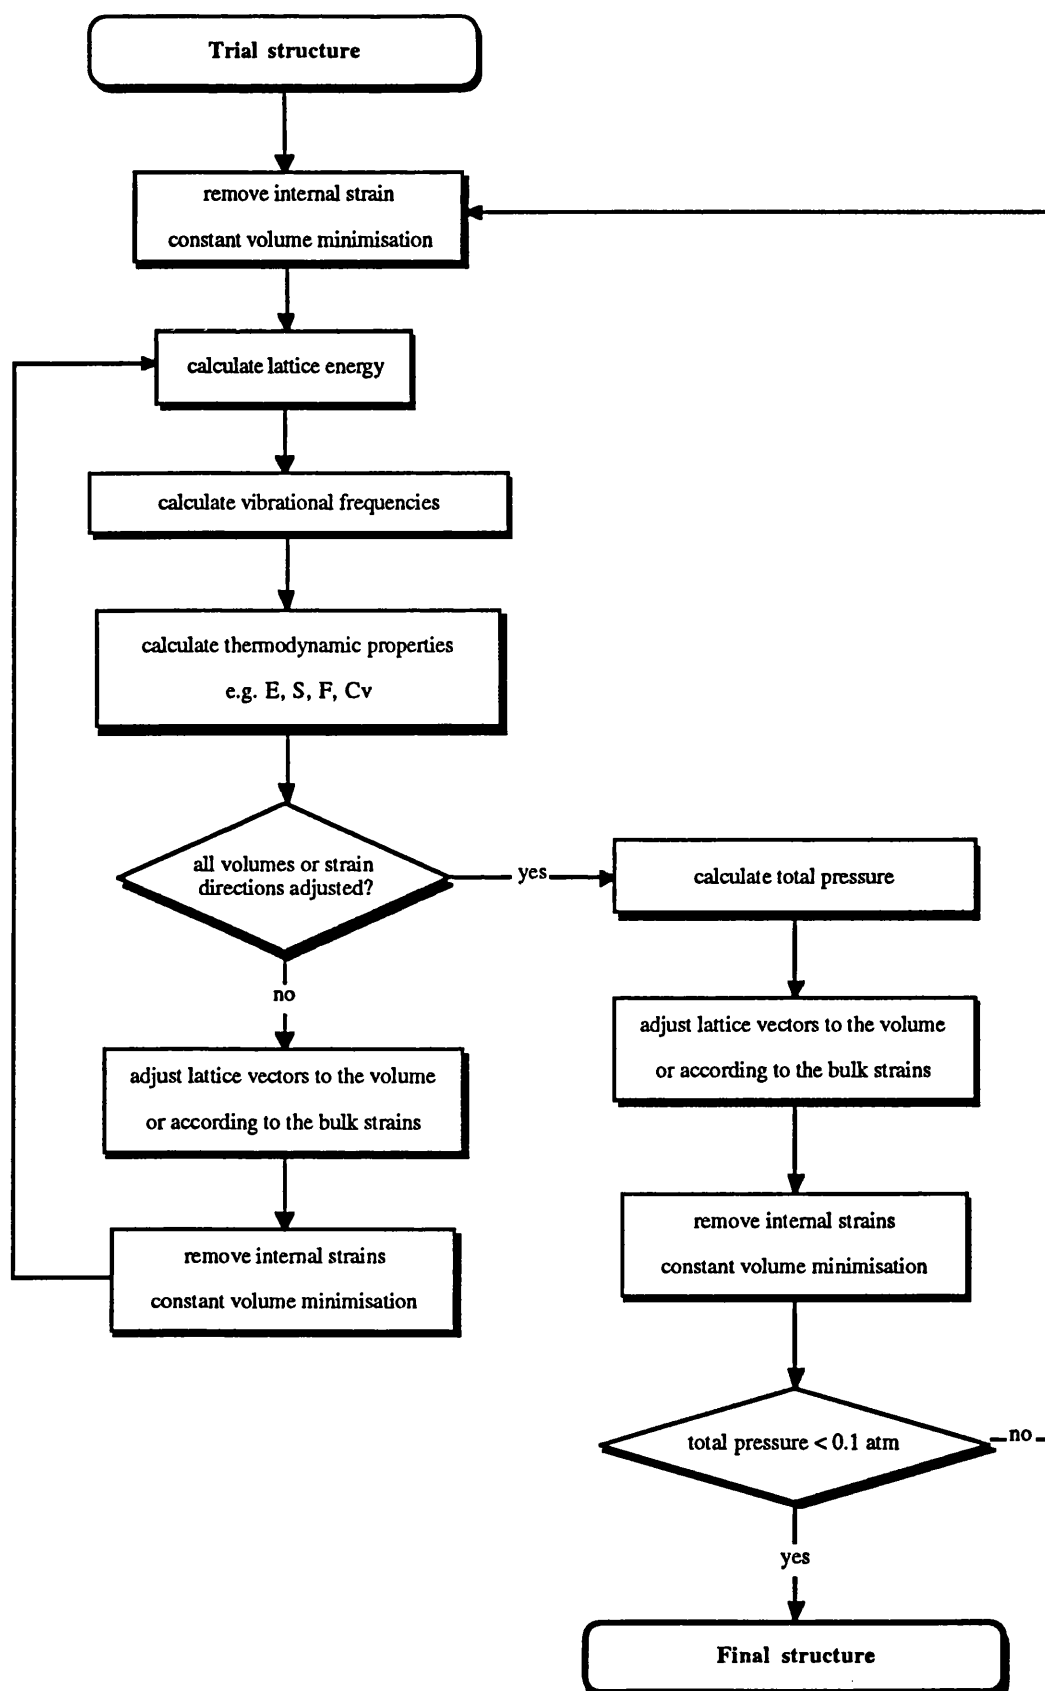 Trial structure
remove internal strain
constant volume minimisation
calculate lattice energy
calculate vibrational frequencies
calculate thermodynamic properties
e.g. E, S, F, Cv
all volumes or strain
directions adjusted?
yes
calculate total pressure
no
adjust lattice vectors to the volume
or according to the bulk strains
adjust lattice vectors to the volume
or according to the bulk strains
remove internal strains
constant volume minimisation
remove internal strains
constant volume minimisation
total pressure < 0.1 atm
no
yes
Final structure